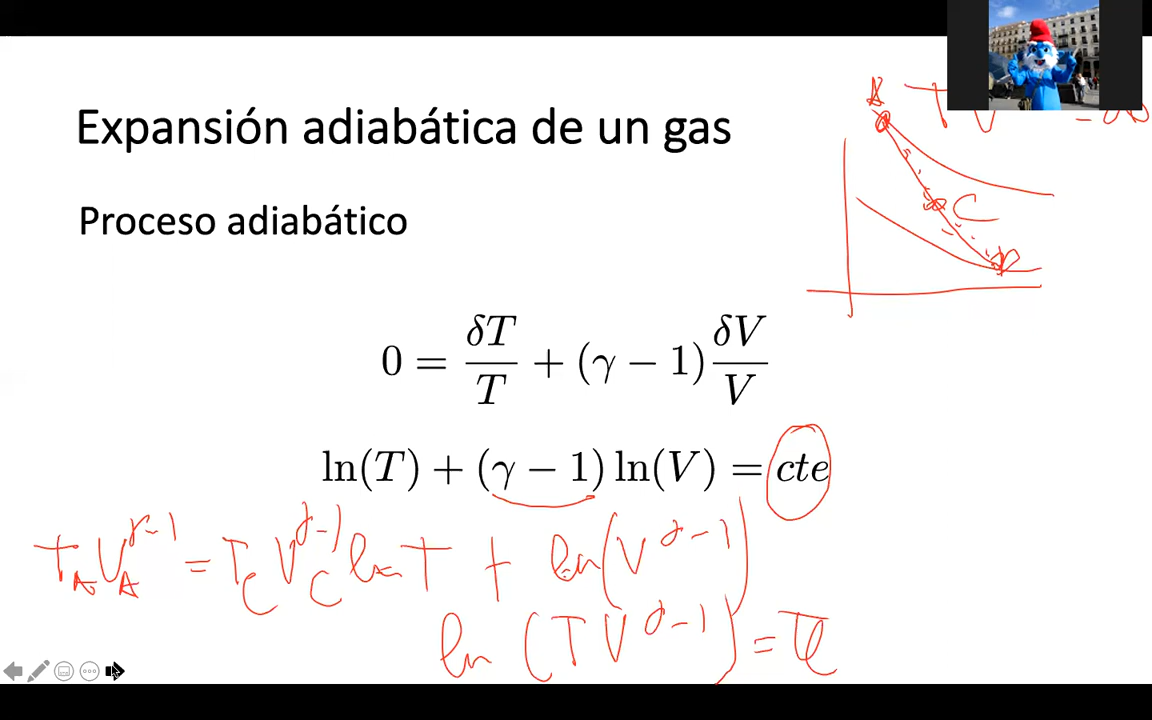 Expansión adiabática de un gas
Proceso adiabático
A
T V
C
0 = δT/T + (γ − 1) δV/V
ln(T) + (γ − 1) ln(V) = cte
T_A V_A^{γ-1} = T_C V_C^{γ-1}
ln T + ln(V^{γ-1})
ln (T V^{γ-1}) =